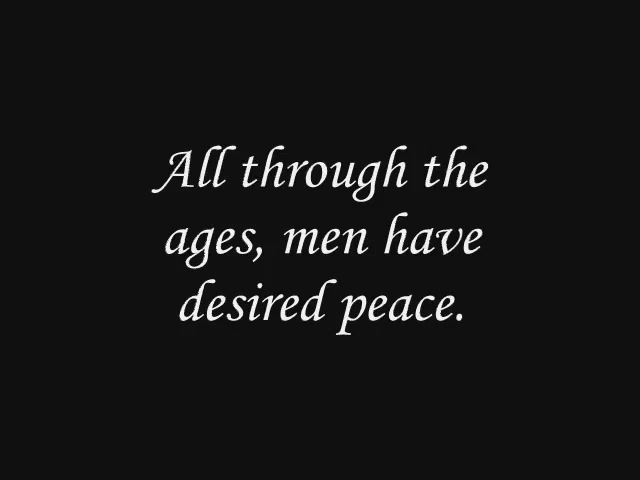 All through the
ages, men have
desired peace.